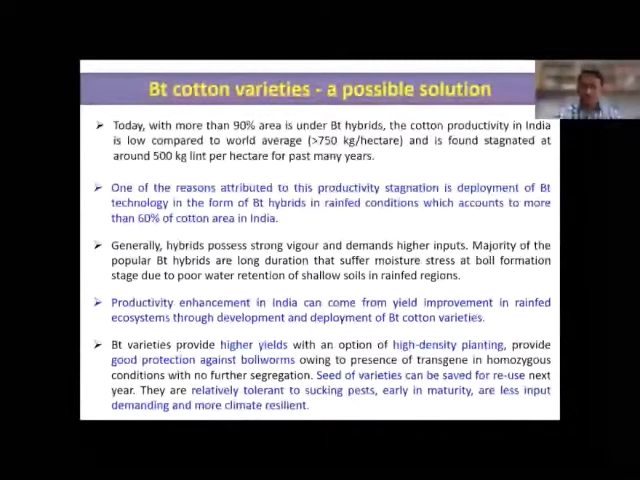 Bt cotton varieties - a possible solution
➢ Today, with more than 90% area is under Bt hybrids, the cotton productivity in India
is low compared to world average (>750 kg/hectare) and is found stagnated at
around 500 kg lint per hectare for past many years.
➢ One of the reasons attributed to this productivity stagnation is deployment of Bt
technology in the form of Bt hybrids in rainfed conditions which accounts to more
than 60% of cotton area in India.
➢ Generally, hybrids possess strong vigour and demands higher inputs. Majority of the
popular Bt hybrids are long duration that suffer moisture stress at boll formation
stage due to poor water retention of shallow soils in rainfed regions.
➢ Productivity enhancement in India can come from yield improvement in rainfed
ecosystems through development and deployment of Bt cotton varieties.
➢ Bt varieties provide higher yields with an option of high-density planting, provide
good protection against bollworms owing to presence of transgene in homozygous
conditions with no further segregation. Seed of varieties can be saved for re-use next
year. They are relatively tolerant to sucking pests, early in maturity, are less input
demanding and more climate resilient.